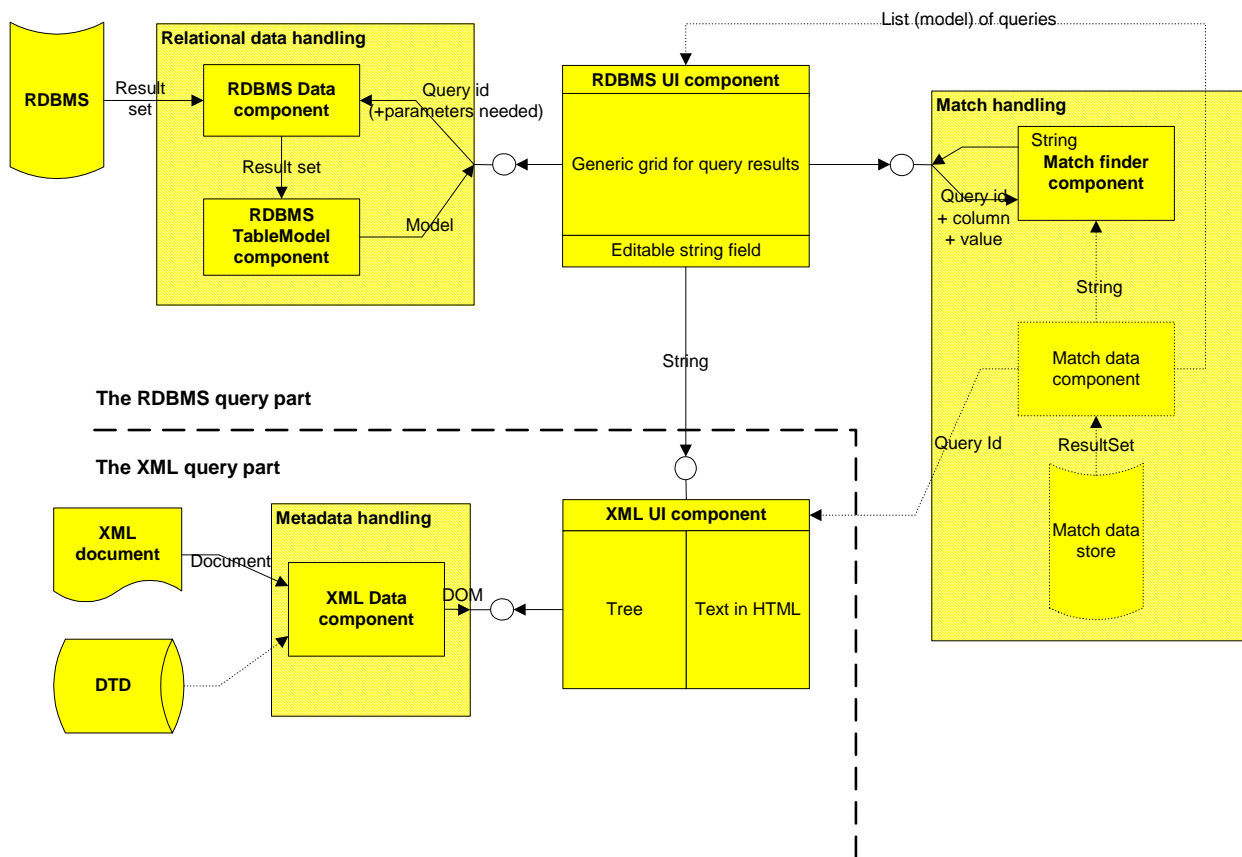 List (model) of queries
Relational data handling
RDBMS
Result
set
RDBMS Data
component
Query id
(+parameters needed)
Result set
RDBMS
TableModel
component
Model
RDBMS UI component
Generic grid for query results
Editable string field
Match handling
String
Match finder
component
Query id
+ column
+ value
String
Match data
component
Query Id
ResultSet
Match data
store
String
The RDBMS query part
The XML query part
Metadata handling
XML
document
Document
XML Data
component
DOM
DTD
XML UI component
Tree
Text in HTML